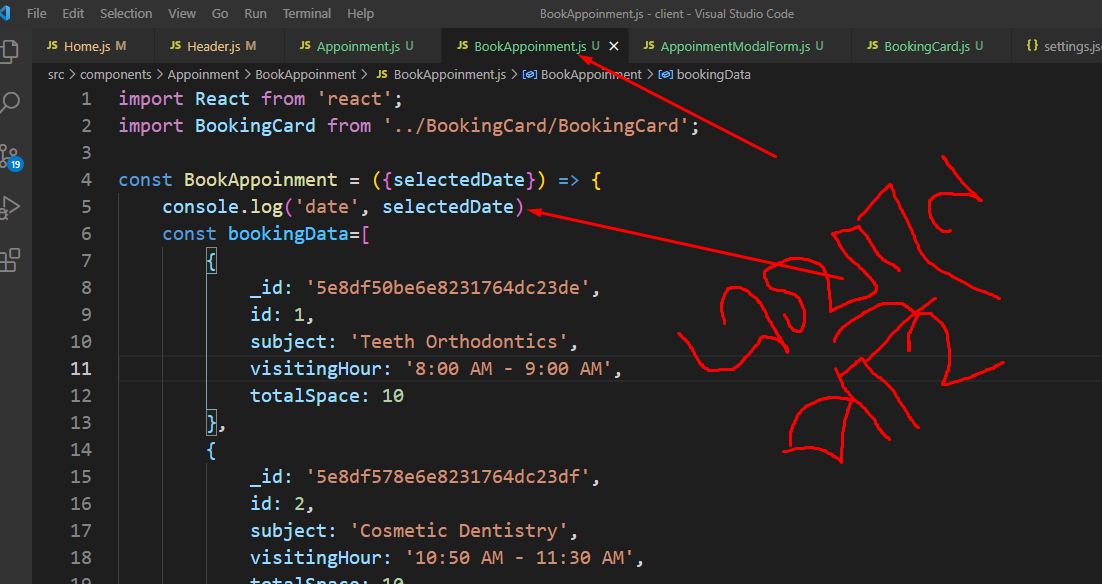 File Edit Selection View Go Run Terminal Help BookAppoinment.js - client - Visual Studio Code
JS Home.js M JS Header.js M JS Appoinment.js U JS BookAppoinment.js U × JS AppoinmentModalForm.js U JS BookingCard.js U {} settings.js
src > components > Appoinment > BookAppoinment > JS BookAppoinment.js > BookAppoinment > bookingData
1 import React from 'react';
2 import BookingCard from '../BookingCard/BookingCard';
3
4 const BookAppoinment = ({selectedDate}) => {
5 console.log('date', selectedDate)
6 const bookingData=[
7 {
8 _id: '5e8df50be6e8231764dc23de',
9 id: 1,
10 subject: 'Teeth Orthodontics',
11 visitingHour: '8:00 AM - 9:00 AM',
12 totalSpace: 10
13 },
14 {
15 _id: '5e8df578e6e8231764dc23df',
16 id: 2,
17 subject: 'Cosmetic Dentistry',
18 visitingHour: '10:50 AM - 11:30 AM',
19 totalSpace: 10
19